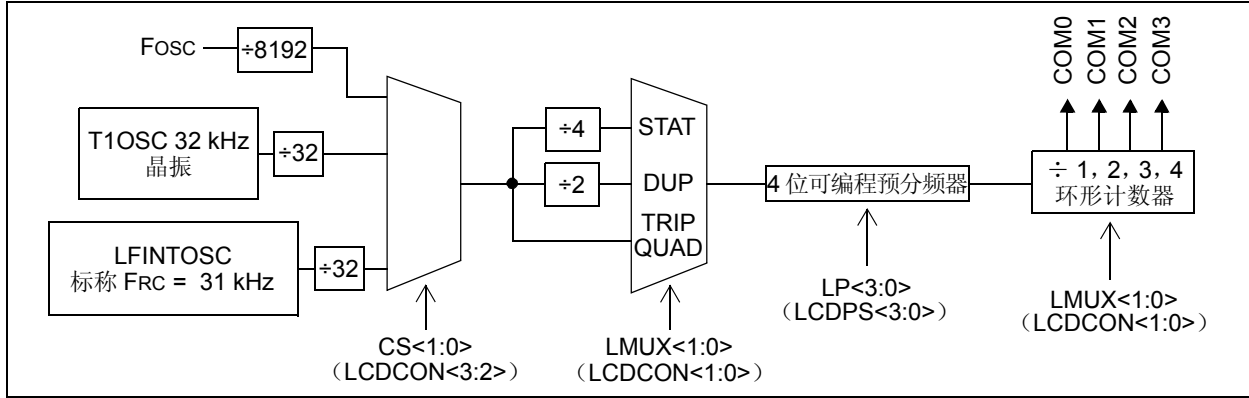 FOSC
÷8192
T1OSC 32 kHz
晶振
÷32
LFINTOSC
标称 FRC = 31 kHz
÷32
CS<1:0>
（LCDCON<3:2>）
÷4
÷2
STAT
DUP
TRIP
QUAD
LMUX<1:0>
（LCDCON<1:0>）
4 位可编程预分频器
LP<3:0>
（LCDPS<3:0>）
COM0
COM1
COM2
COM3
÷ 1, 2, 3, 4
环形计数器
LMUX<1:0>
（LCDCON<1:0>）